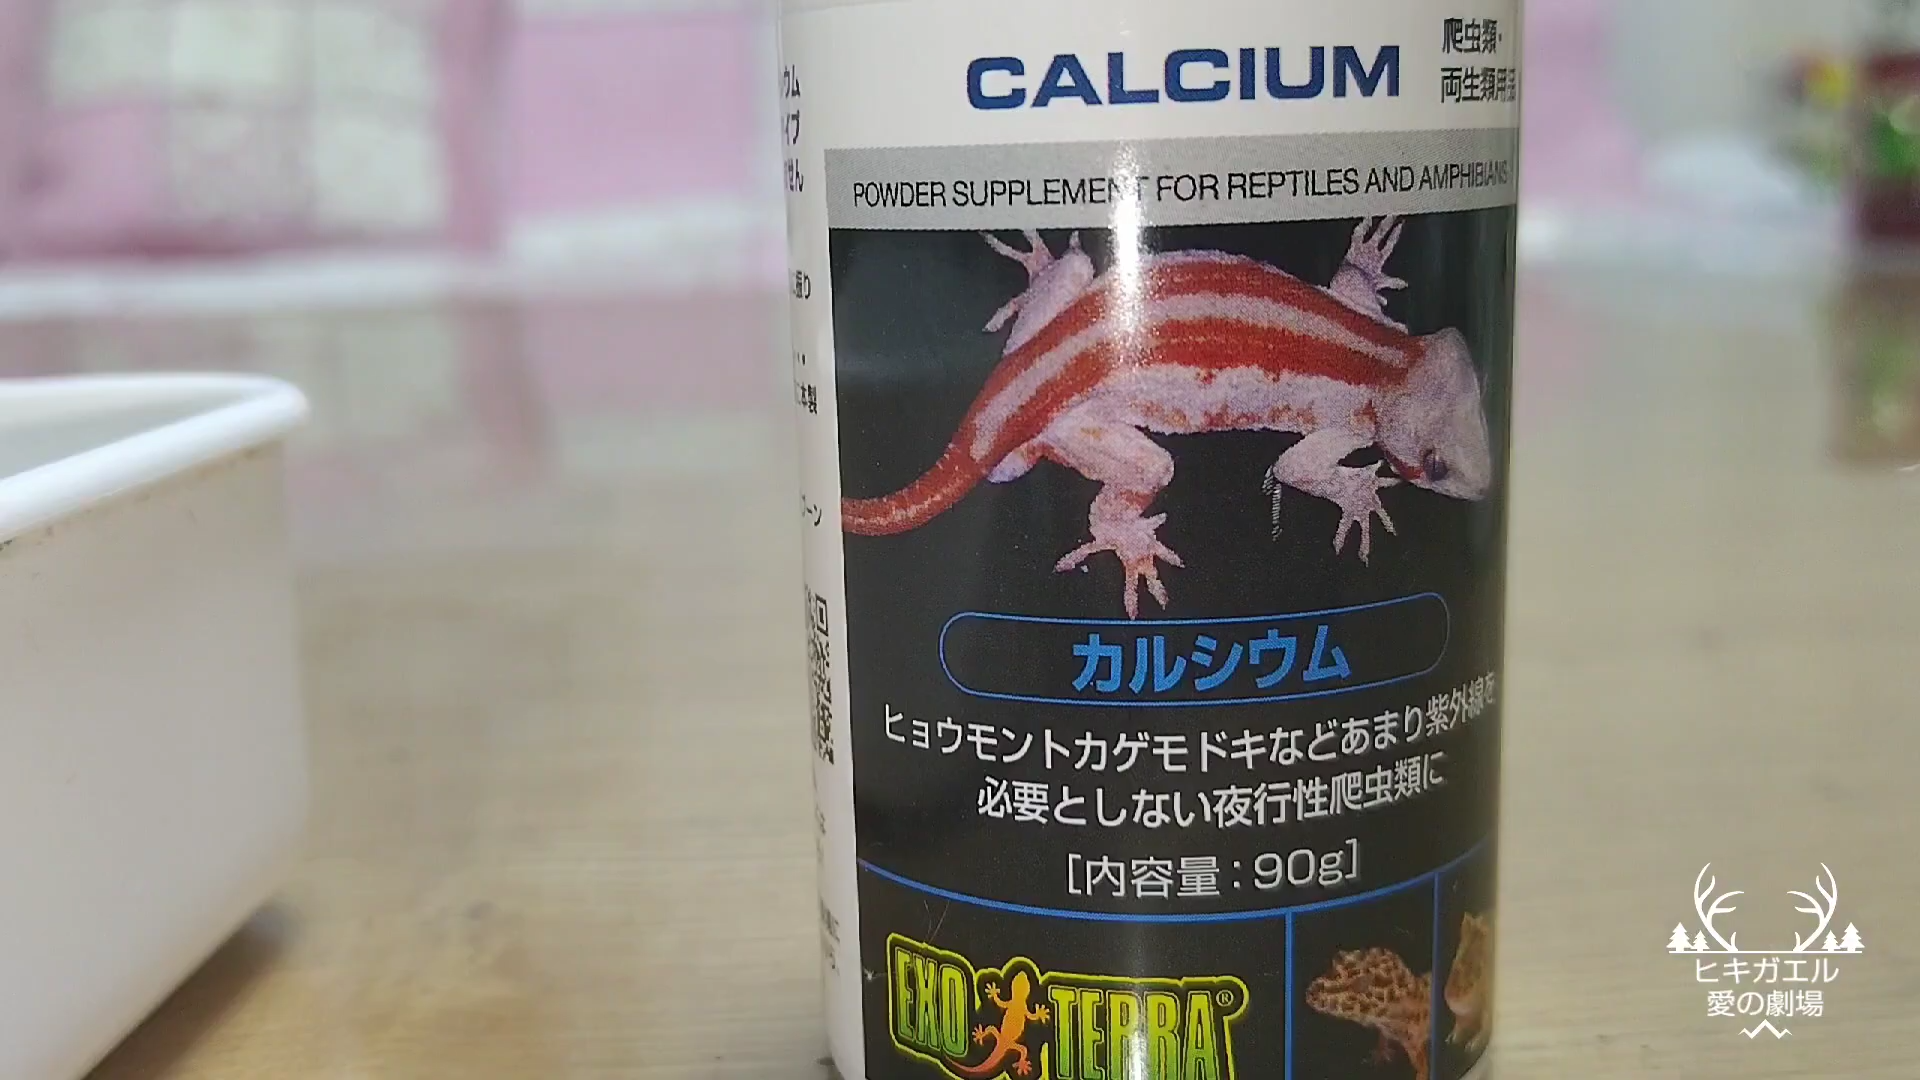 CALCIUM
爬虫類・
両生類用品
POWDER SUPPLEMENT FOR REPTILES AND AMPHIBIANS
カルシウム
ヒョウモントカゲモドキなどあまり紫外線を
必要としない夜行性爬虫類に
[内容量:90g]
EXO TERRA®
ヒキガエル
愛の劇場